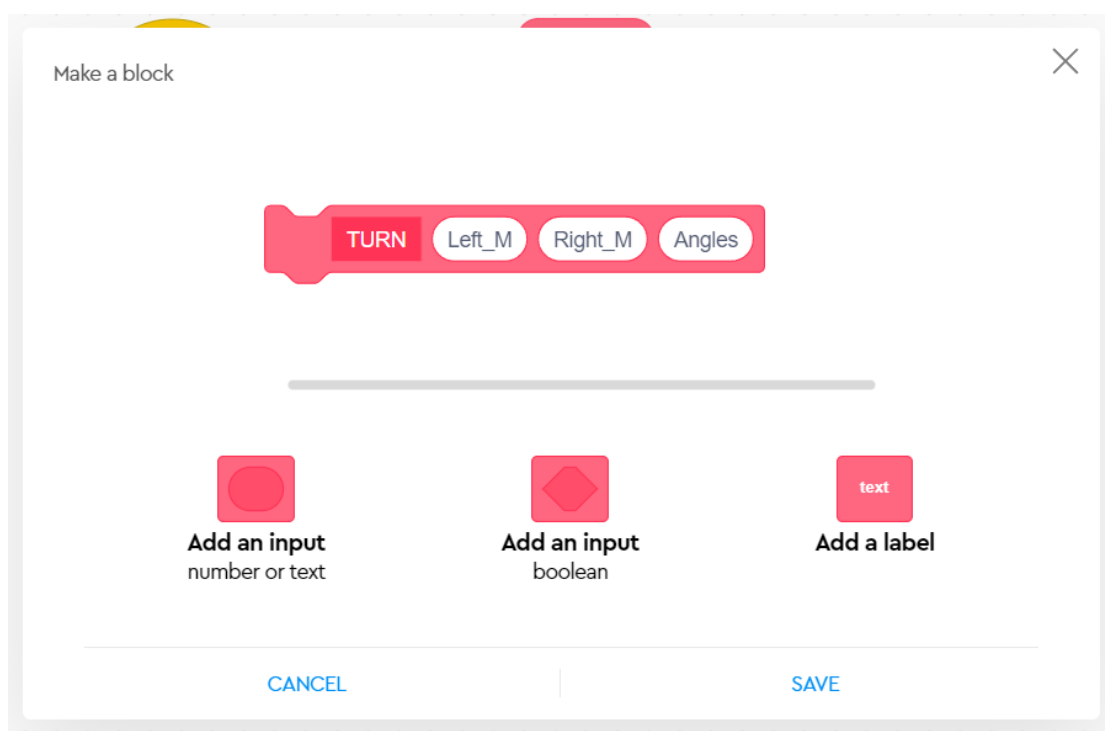 Make a block
TURN Left_M Right_M Angles
text
Add an input
number or text
Add an input
boolean
Add a label
CANCEL
SAVE